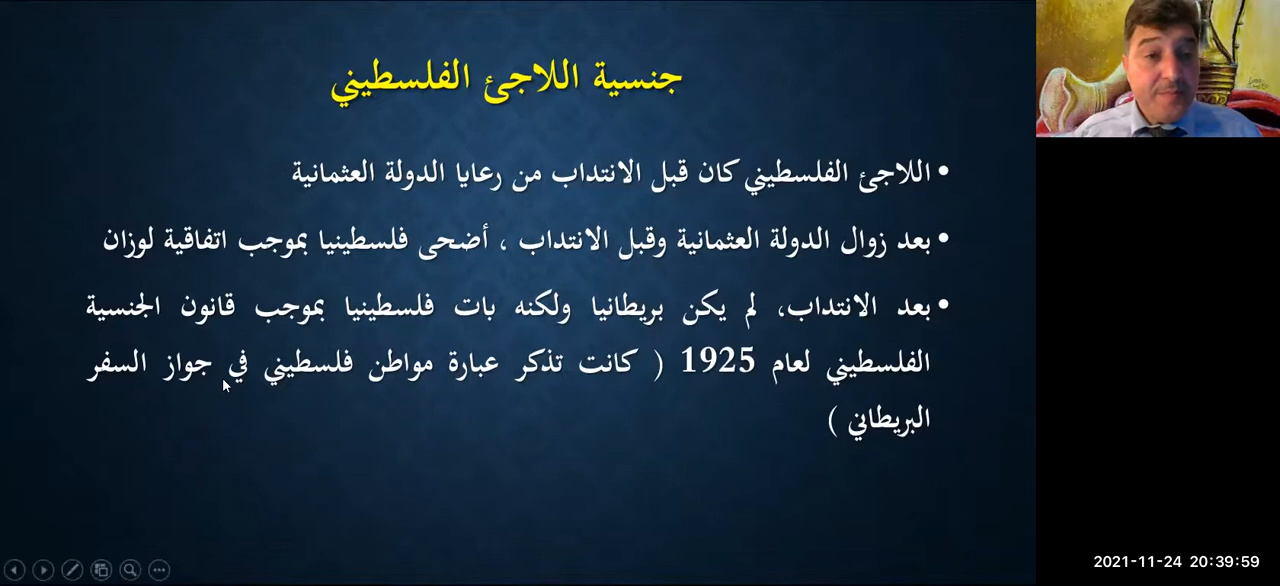 جنسية اللاجئ الفلسطيني
• اللاجئ الفلسطيني كان قبل الانتداب من رعايا الدولة العثمانية
• بعد زوال الدولة العثمانية وقبل الانتداب ، أضحى فلسطينيا بموجب اتفاقية لوزان
• بعد الانتداب، لم يكن بريطانيا ولكنه بات فلسطينيا بموجب قانون الجنسية
الفلسطيني لعام 1925 ( كانت تذكر عبارة مواطن فلسطيني في جواز السفر
البريطاني )
2021-11-24 20:39:59